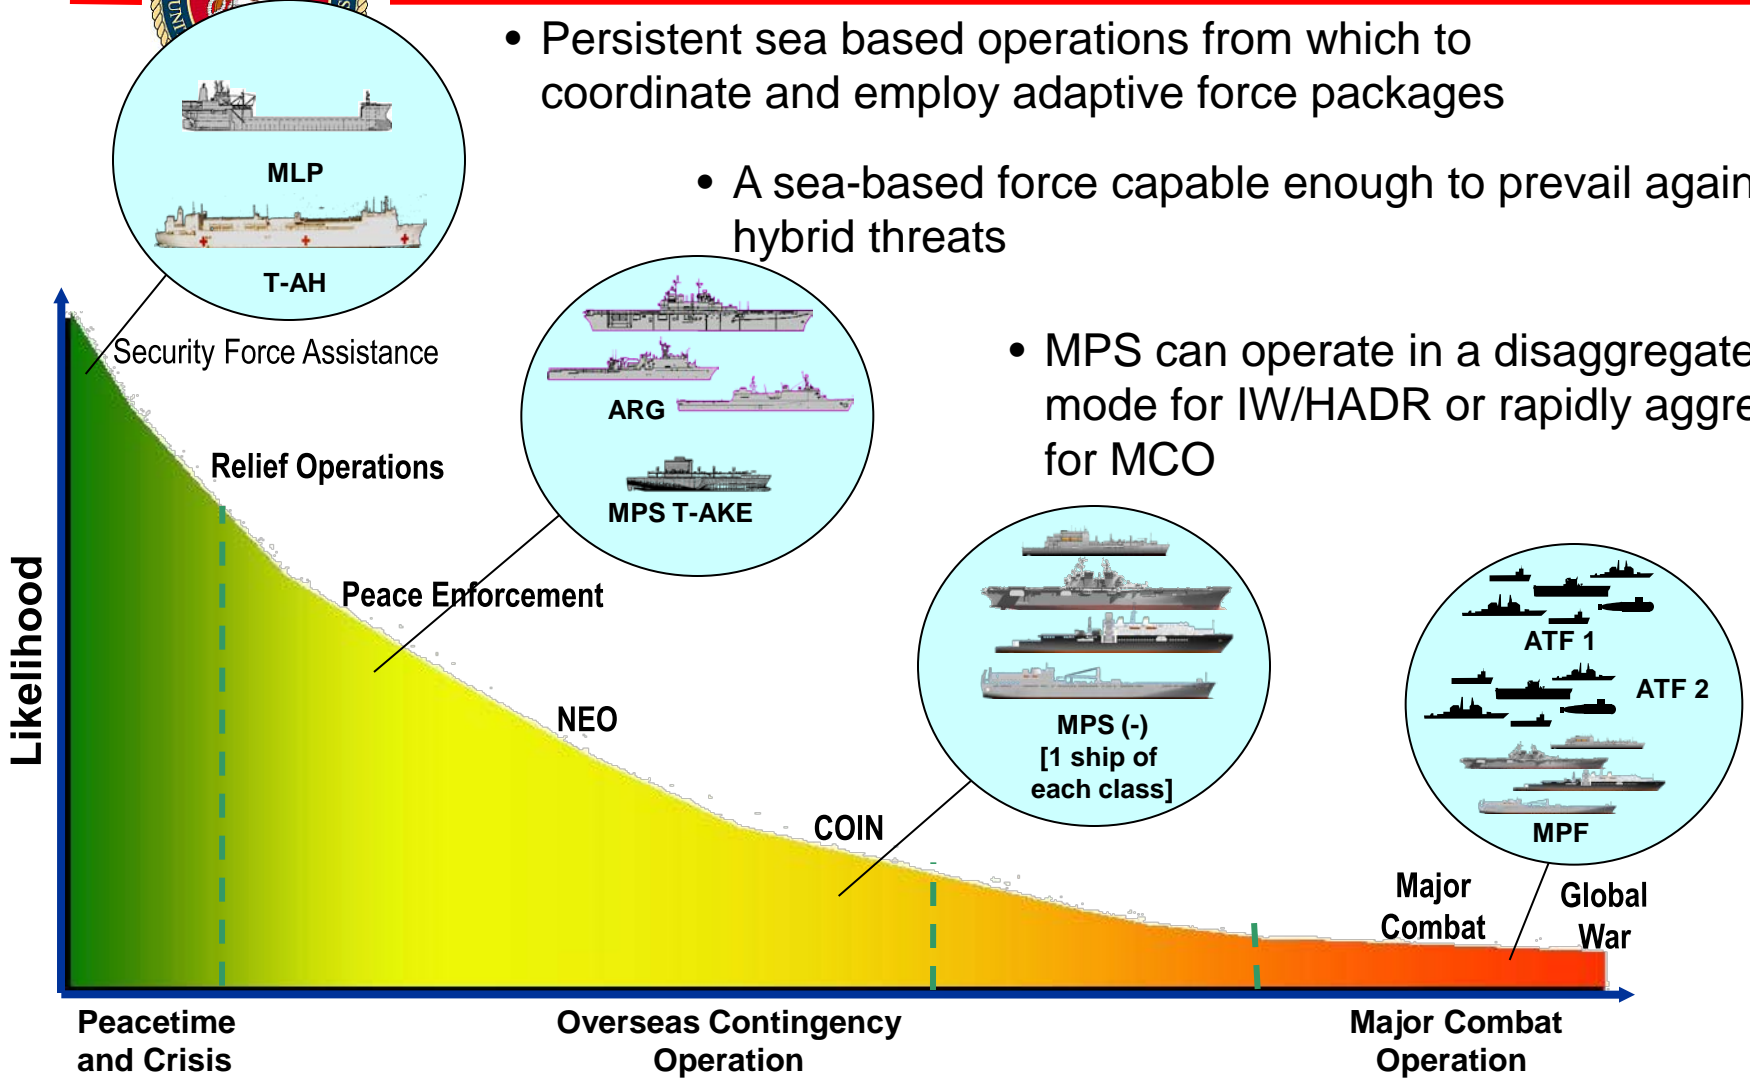 • Persistent sea based operations from which to
coordinate and employ adaptive force packages
MLP
• A sea-based force capable enough to prevail again
hybrid threats
T-AH
Security Force Assistance
• MPS can operate in a disaggregate
mode for IW/HADR or rapidly aggre
for MCO
ARG
Relief Operations
MPS T-AKE
Peace Enforcement
ATF 1
ATF 2
NEO
MPS (-)
[1 ship of
each class]
COIN
MPF
Major
Combat
Global
War
Likelihood
Peacetime
and Crisis
Overseas Contingency
Operation
Major Combat
Operation